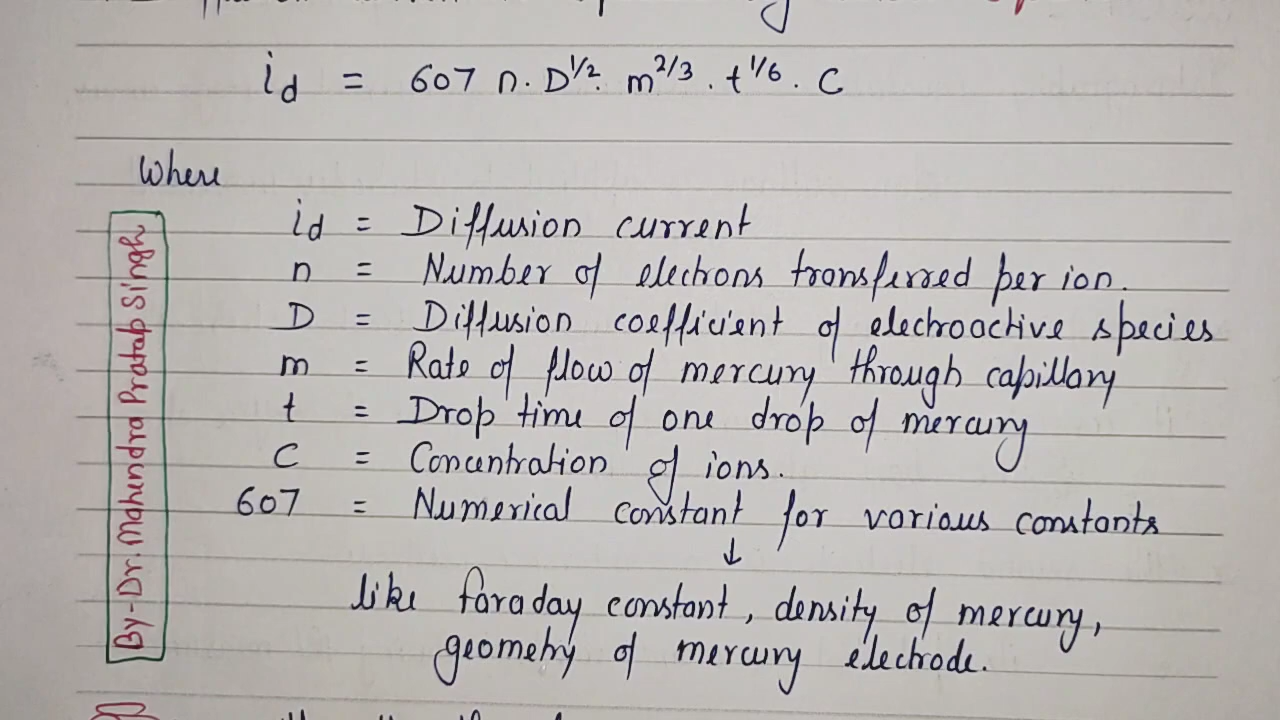 id = 607 n. D^1/2. m^2/3 . t^1/6 . C
Where
id = Diffusion current
n = Number of electrons transferred per ion.
D = Diffusion coefficient of electroactive species
m = Rate of flow of mercury through capillary
t = Drop time of one drop of mercury
C = Concentration of ions.
607 = Numerical constant for various constants
↓
like faraday constant, density of mercury,
geometry of mercury electrode.
By-Dr. Mahendra Pratab Singh